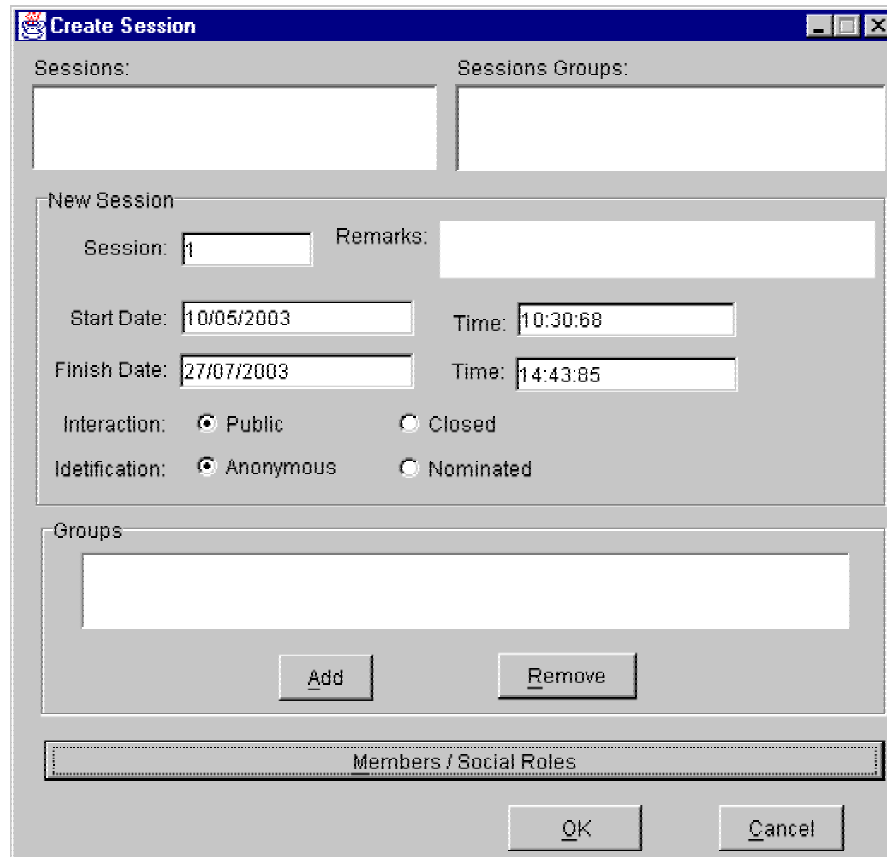 Create Session
Sessions:
Sessions Groups:
New Session
Session: 1
Remarks:
Start Date: 10/05/2003
Time: 10:30:68
Finish Date: 27/07/2003
Time: 14:43:85
Interaction: Public Closed
Idetification: Anonymous Nominated
Groups
Add Remove
Members / Social Roles
OK Cancel